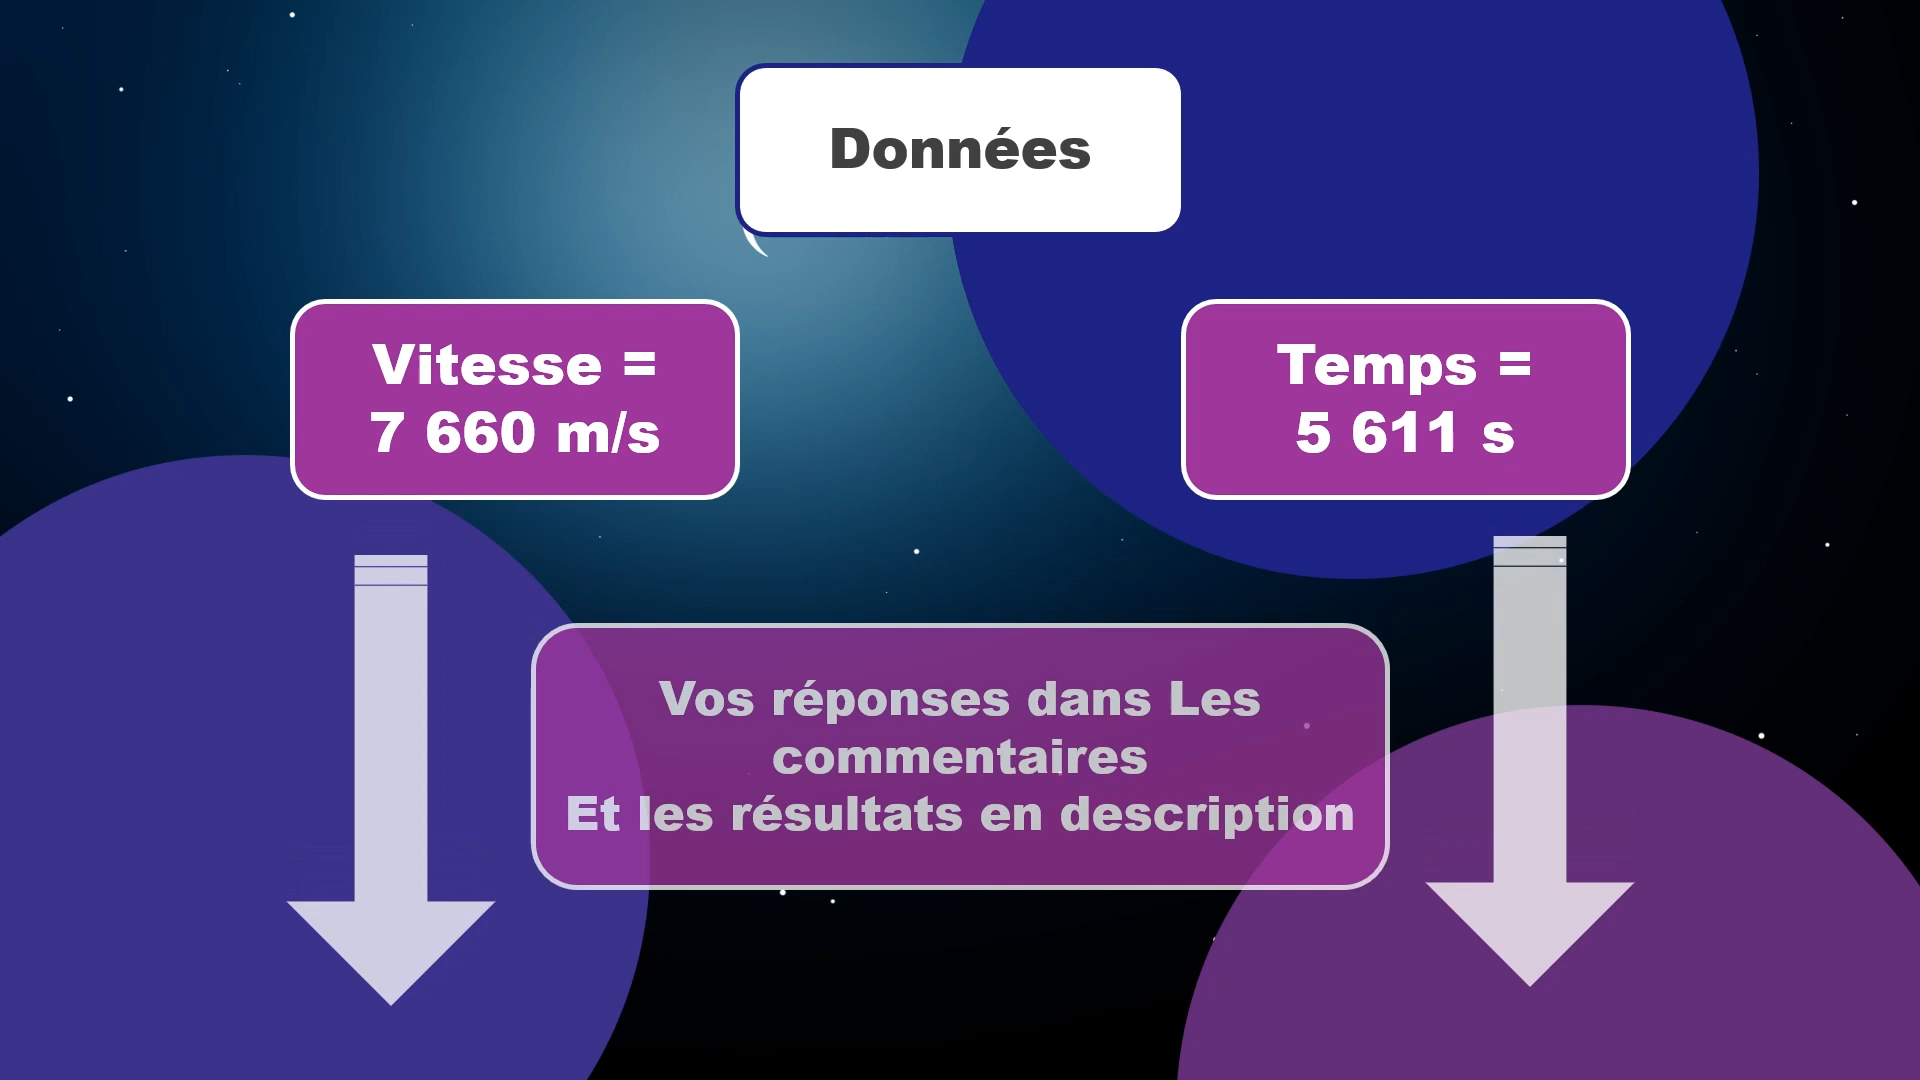 Données
Vitesse =
7 660 m/s
Temps =
5 611 s
Vos réponses dans Les
commentaires
Et les résultats en description